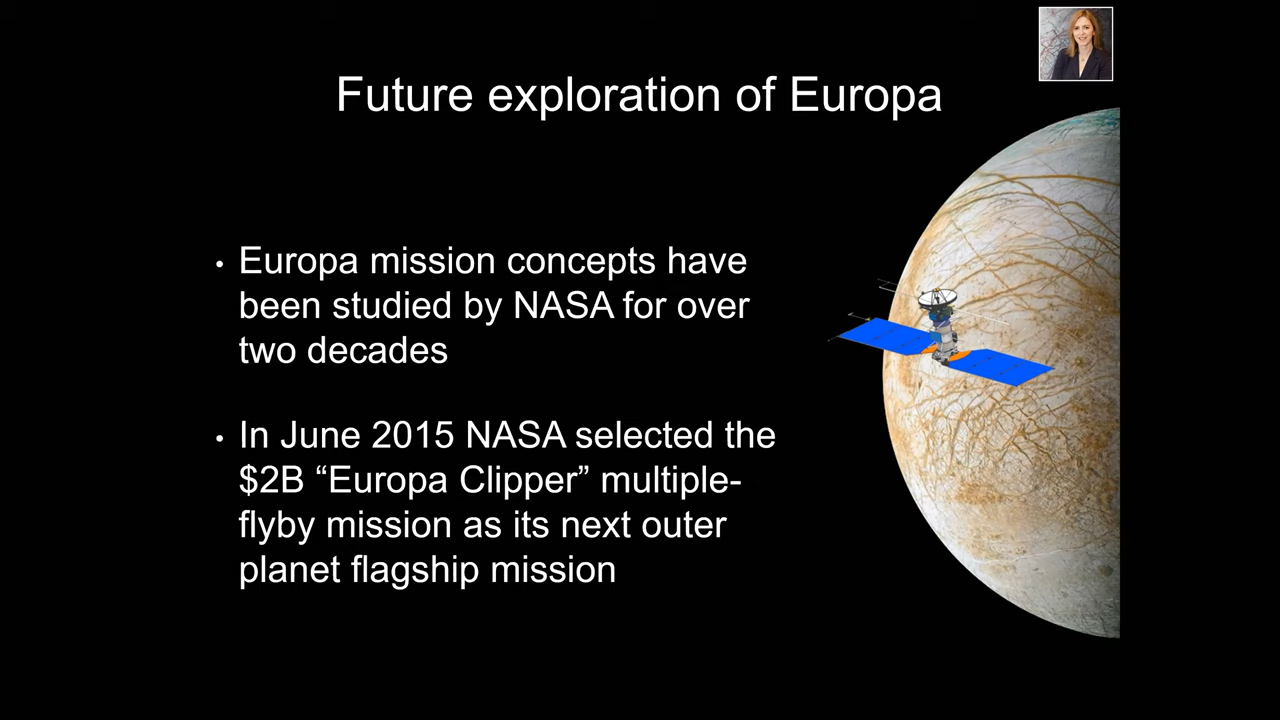 Future exploration of Europa
• Europa mission concepts have
been studied by NASA for over
two decades
• In June 2015 NASA selected the
$2B “Europa Clipper” multiple-
flyby mission as its next outer
planet flagship mission